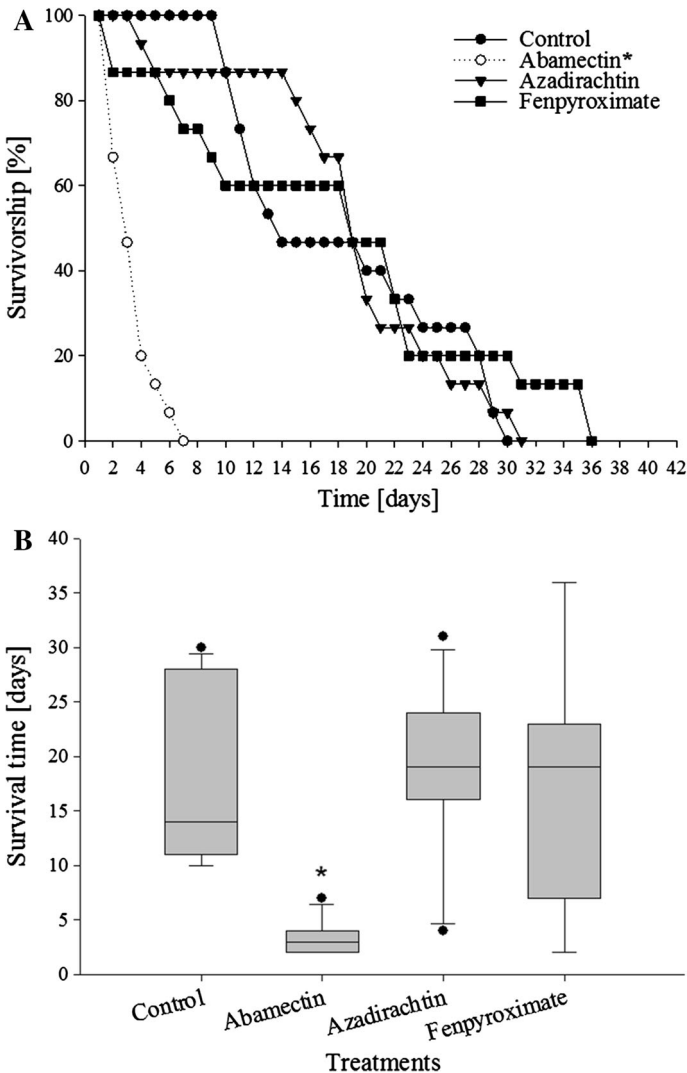 A
100
80
60
40
20
0
Survivorship [%]
Control
Abamectin*
Azadirachtin
Fenpyroximate
0 2 4 6 8 10 12 14 16 18 20 22 24 26 28 30 32 34 36 38 40 42
Time [days]
B
40
35
30
25
20
15
10
5
0
Survival time [days]
*
Control Abamectin Azadirachtin Fenpyroximate
Treatments